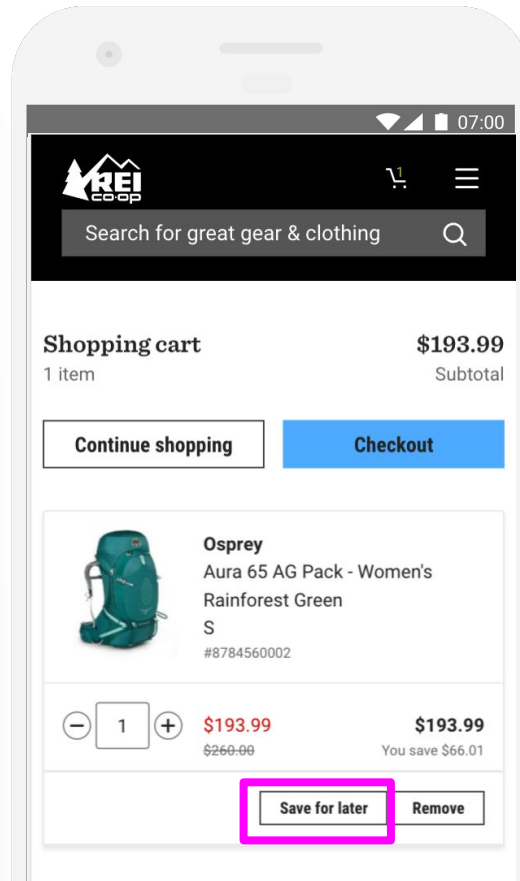 07:00
REI
co·op
1
Search for great gear & clothing
Shopping cart
$193.99
1 item
Subtotal
Continue shopping
Checkout
Osprey
Aura 65 AG Pack - Women's
Rainforest Green
S
#8784560002
1
$193.99
$193.99
$260.00
You save $66.01
Save for later
Remove